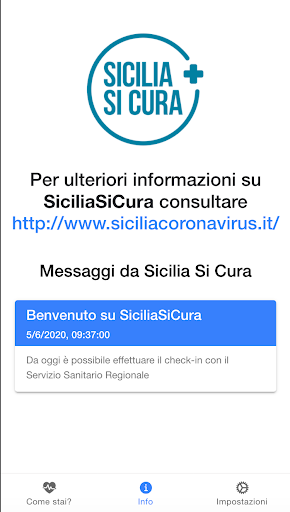 SICILIA
SI CURA
Per ulteriori informazioni su
SiciliaSiCura consultare
http://www.siciliacoronavirus.it/
Messaggi da Sicilia Si Cura
Benvenuto su SiciliaSiCura
5/6/2020, 09:37:00
Da oggi è possibile effettuare il check-in con il
Servizio Sanitario Regionale
Come stai? Info Impostazioni